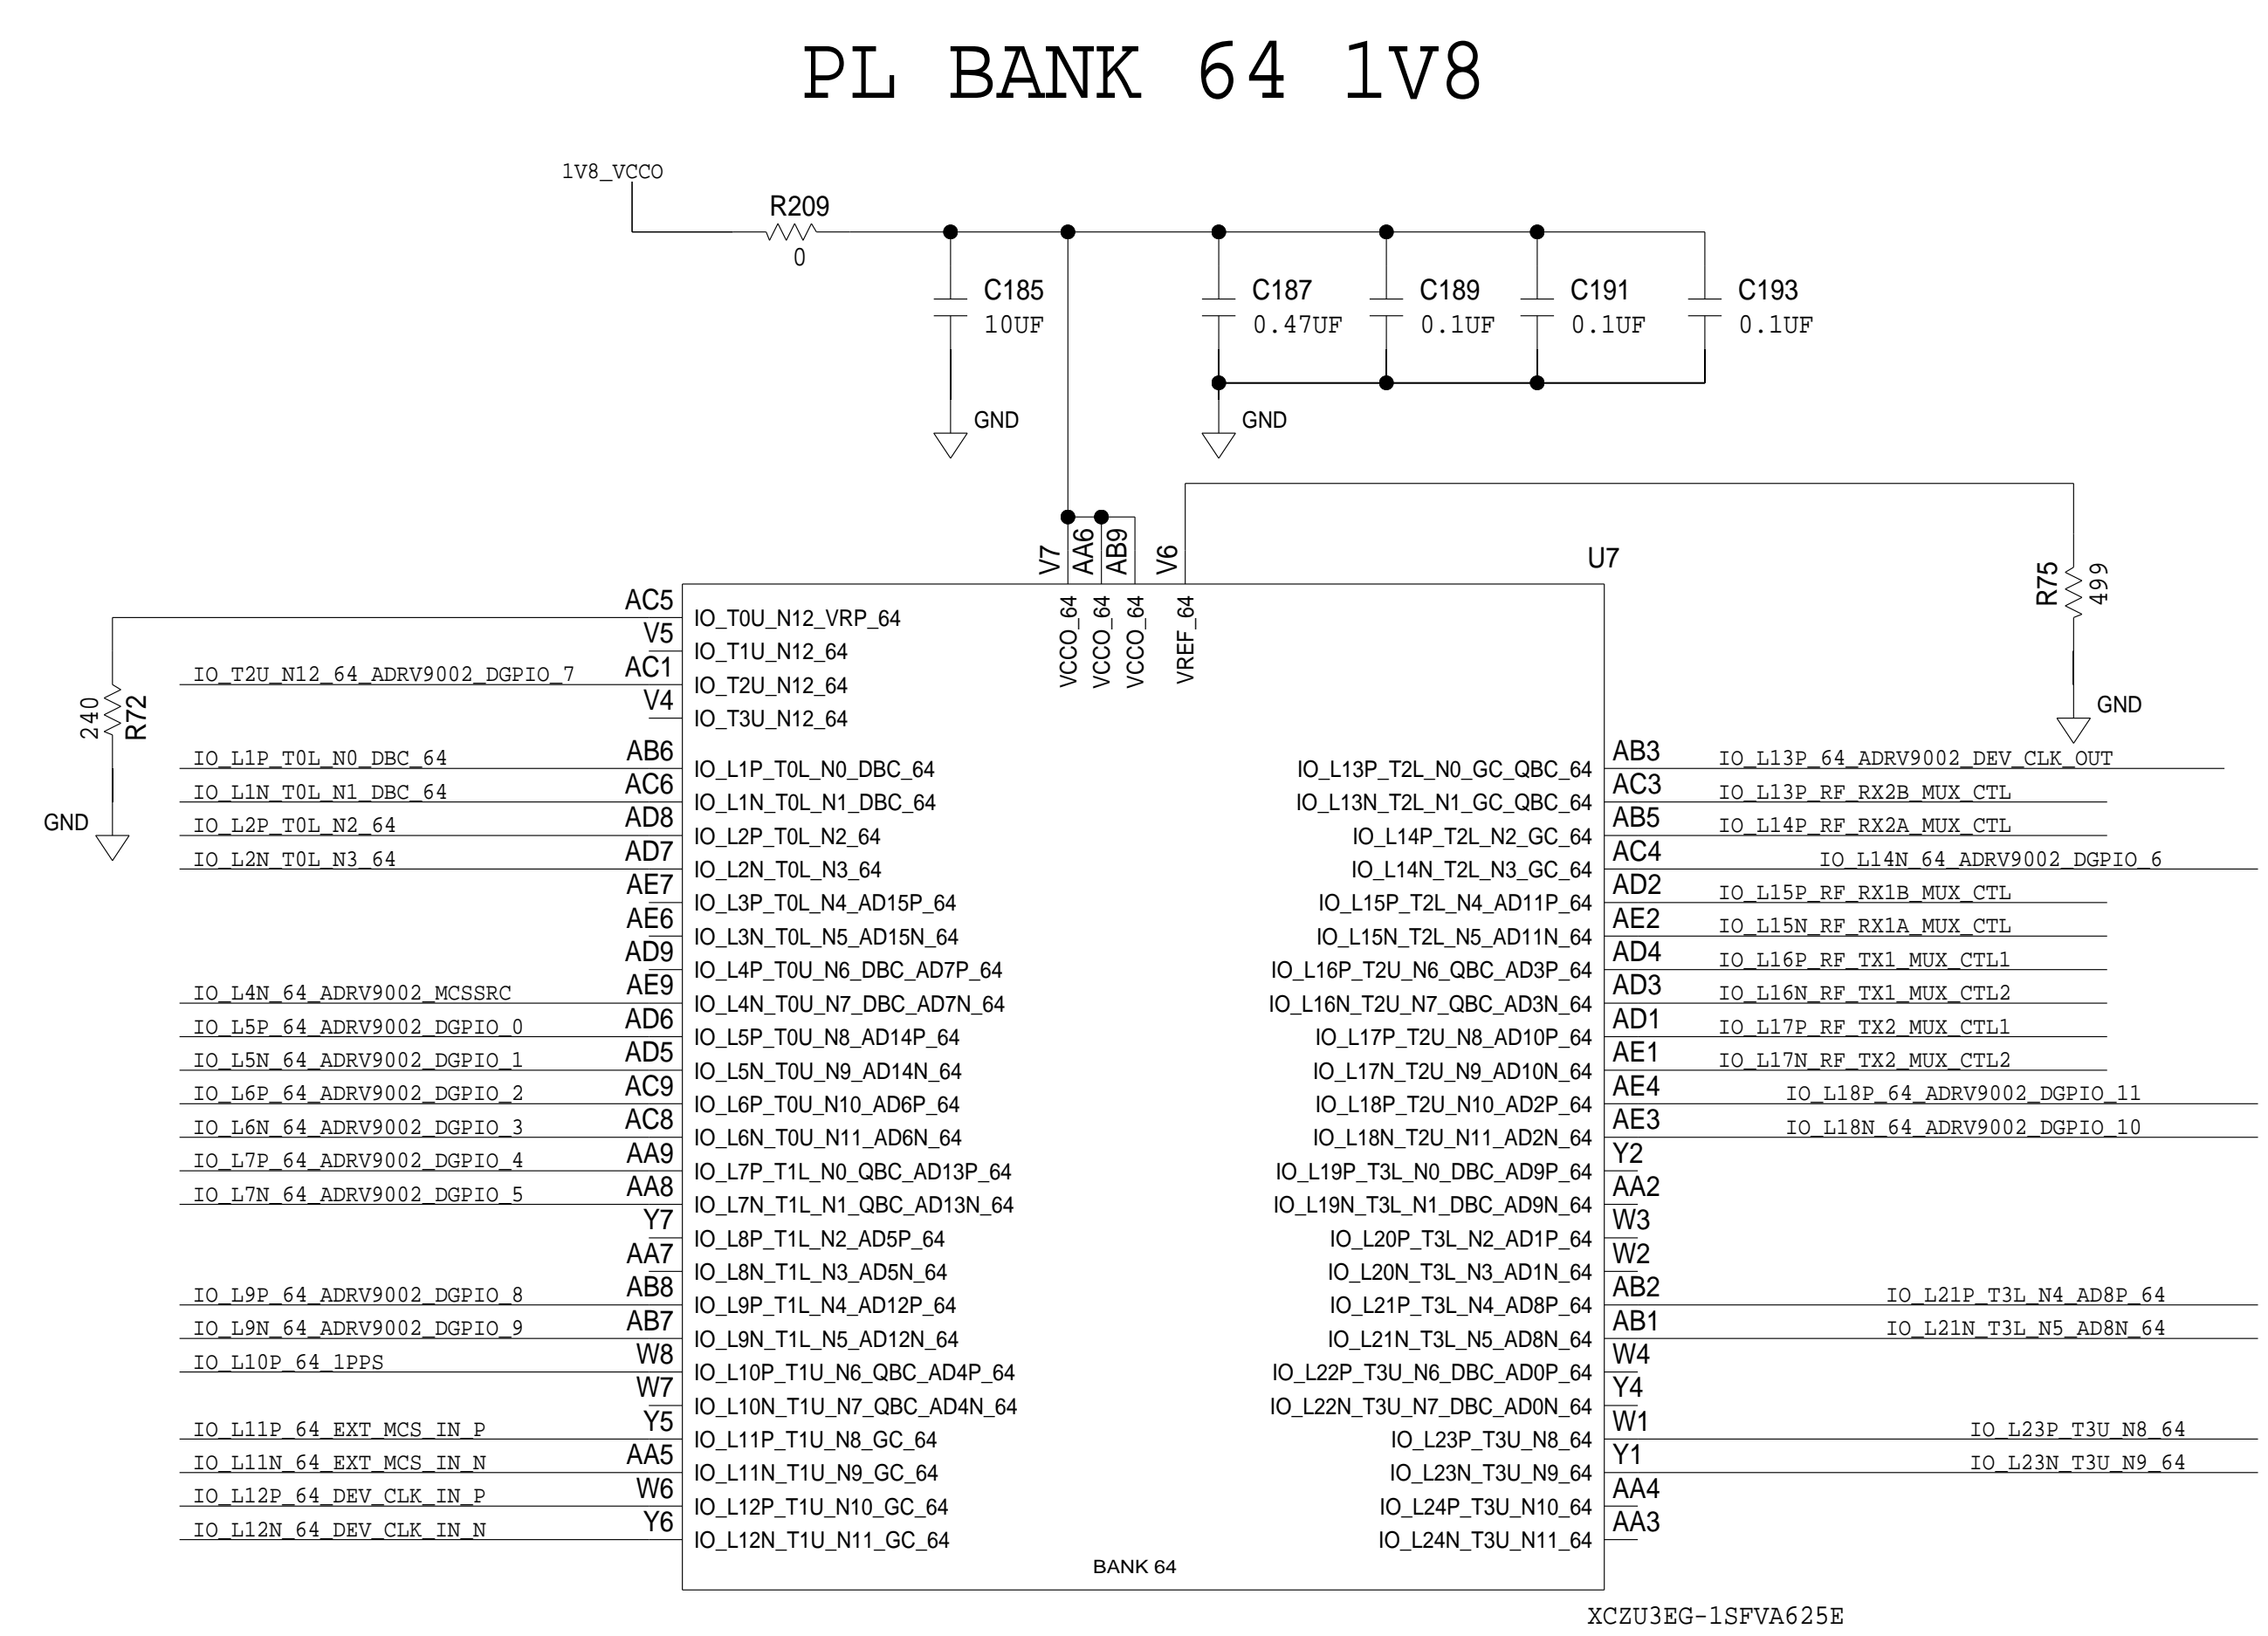 PL BANK 64 1V8
1V8_VCCO
R209
0
C185
10UF
C187
0.47UF
C189
0.1UF
C191
0.1UF
C193
0.1UF
GND
GND
V7
AA6
AB9
V6
U7
VCCO_64
VCCO_64
VCCO_64
VREF_64
R75
499
GND
240
R72
GND
AC5 IO_T0U_N12_VRP_64
V5 IO_T1U_N12_64
IO_T2U_N12_64_ADRV9002_DGPIO_7 AC1 IO_T2U_N12_64
V4 IO_T3U_N12_64
IO_L1P_T0L_N0_DBC_64 AB6 IO_L1P_T0L_N0_DBC_64
IO_L1N_T0L_N1_DBC_64 AC6 IO_L1N_T0L_N1_DBC_64
IO_L2P_T0L_N2_64 AD8 IO_L2P_T0L_N2_64
IO_L2N_T0L_N3_64 AD7 IO_L2N_T0L_N3_64
AE7 IO_L3P_T0L_N4_AD15P_64
AE6 IO_L3N_T0L_N5_AD15N_64
AD9 IO_L4P_T0U_N6_DBC_AD7P_64
IO_L4N_64_ADRV9002_MCSSRC AE9 IO_L4N_T0U_N7_DBC_AD7N_64
IO_L5P_64_ADRV9002_DGPIO_0 AD6 IO_L5P_T0U_N8_AD14P_64
IO_L5N_64_ADRV9002_DGPIO_1 AD5 IO_L5N_T0U_N9_AD14N_64
IO_L6P_64_ADRV9002_DGPIO_2 AC9 IO_L6P_T0U_N10_AD6P_64
IO_L6N_64_ADRV9002_DGPIO_3 AC8 IO_L6N_T0U_N11_AD6N_64
IO_L7P_64_ADRV9002_DGPIO_4 AA9 IO_L7P_T1L_N0_QBC_AD13P_64
IO_L7N_64_ADRV9002_DGPIO_5 AA8 IO_L7N_T1L_N1_QBC_AD13N_64
Y7 IO_L8P_T1L_N2_AD5P_64
AA7 IO_L8N_T1L_N3_AD5N_64
IO_L9P_64_ADRV9002_DGPIO_8 AB8 IO_L9P_T1L_N4_AD12P_64
IO_L9N_64_ADRV9002_DGPIO_9 AB7 IO_L9N_T1L_N5_AD12N_64
IO_L10P_64_1PPS W8 IO_L10P_T1U_N6_QBC_AD4P_64
W7 IO_L10N_T1U_N7_QBC_AD4N_64
IO_L11P_64_EXT_MCS_IN_P Y5 IO_L11P_T1U_N8_GC_64
IO_L11N_64_EXT_MCS_IN_N AA5 IO_L11N_T1U_N9_GC_64
IO_L12P_64_DEV_CLK_IN_P W6 IO_L12P_T1U_N10_GC_64
IO_L12N_64_DEV_CLK_IN_N Y6 IO_L12N_T1U_N11_GC_64
IO_L13P_T2L_N0_GC_QBC_64 AB3 IO_L13P_64_ADRV9002_DEV_CLK_OUT
IO_L13N_T2L_N1_GC_QBC_64 AC3 IO_L13P_RF_RX2B_MUX_CTL
IO_L14P_T2L_N2_GC_64 AB5 IO_L14P_RF_RX2A_MUX_CTL
IO_L14N_T2L_N3_GC_64 AC4 IO_L14N_64_ADRV9002_DGPIO_6
IO_L15P_T2L_N4_AD11P_64 AD2 IO_L15P_RF_RX1B_MUX_CTL
IO_L15N_T2L_N5_AD11N_64 AE2 IO_L15N_RF_RX1A_MUX_CTL
IO_L16P_T2U_N6_QBC_AD3P_64 AD4 IO_L16P_RF_TX1_MUX_CTL1
IO_L16N_T2U_N7_QBC_AD3N_64 AD3 IO_L16N_RF_TX1_MUX_CTL2
IO_L17P_T2U_N8_AD10P_64 AD1 IO_L17P_RF_TX2_MUX_CTL1
IO_L17N_T2U_N9_AD10N_64 AE1 IO_L17N_RF_TX2_MUX_CTL2
IO_L18P_T2U_N10_AD2P_64 AE4 IO_L18P_64_ADRV9002_DGPIO_11
IO_L18N_T2U_N11_AD2N_64 AE3 IO_L18N_64_ADRV9002_DGPIO_10
IO_L19P_T3L_N0_DBC_AD9P_64 Y2
IO_L19N_T3L_N1_DBC_AD9N_64 AA2
IO_L20P_T3L_N2_AD1P_64 W3
IO_L20N_T3L_N3_AD1N_64 W2
IO_L21P_T3L_N4_AD8P_64 AB2 IO_L21P_T3L_N4_AD8P_64
IO_L21N_T3L_N5_AD8N_64 AB1 IO_L21N_T3L_N5_AD8N_64
IO_L22P_T3U_N6_DBC_AD0P_64 W4
IO_L22N_T3U_N7_DBC_AD0N_64 Y4
IO_L23P_T3U_N8_64 W1 IO_L23P_T3U_N8_64
IO_L23N_T3U_N9_64 Y1 IO_L23N_T3U_N9_64
IO_L24P_T3U_N10_64 AA4
IO_L24N_T3U_N11_64 AA3
BANK 64
XCZU3EG-1SFVA625E